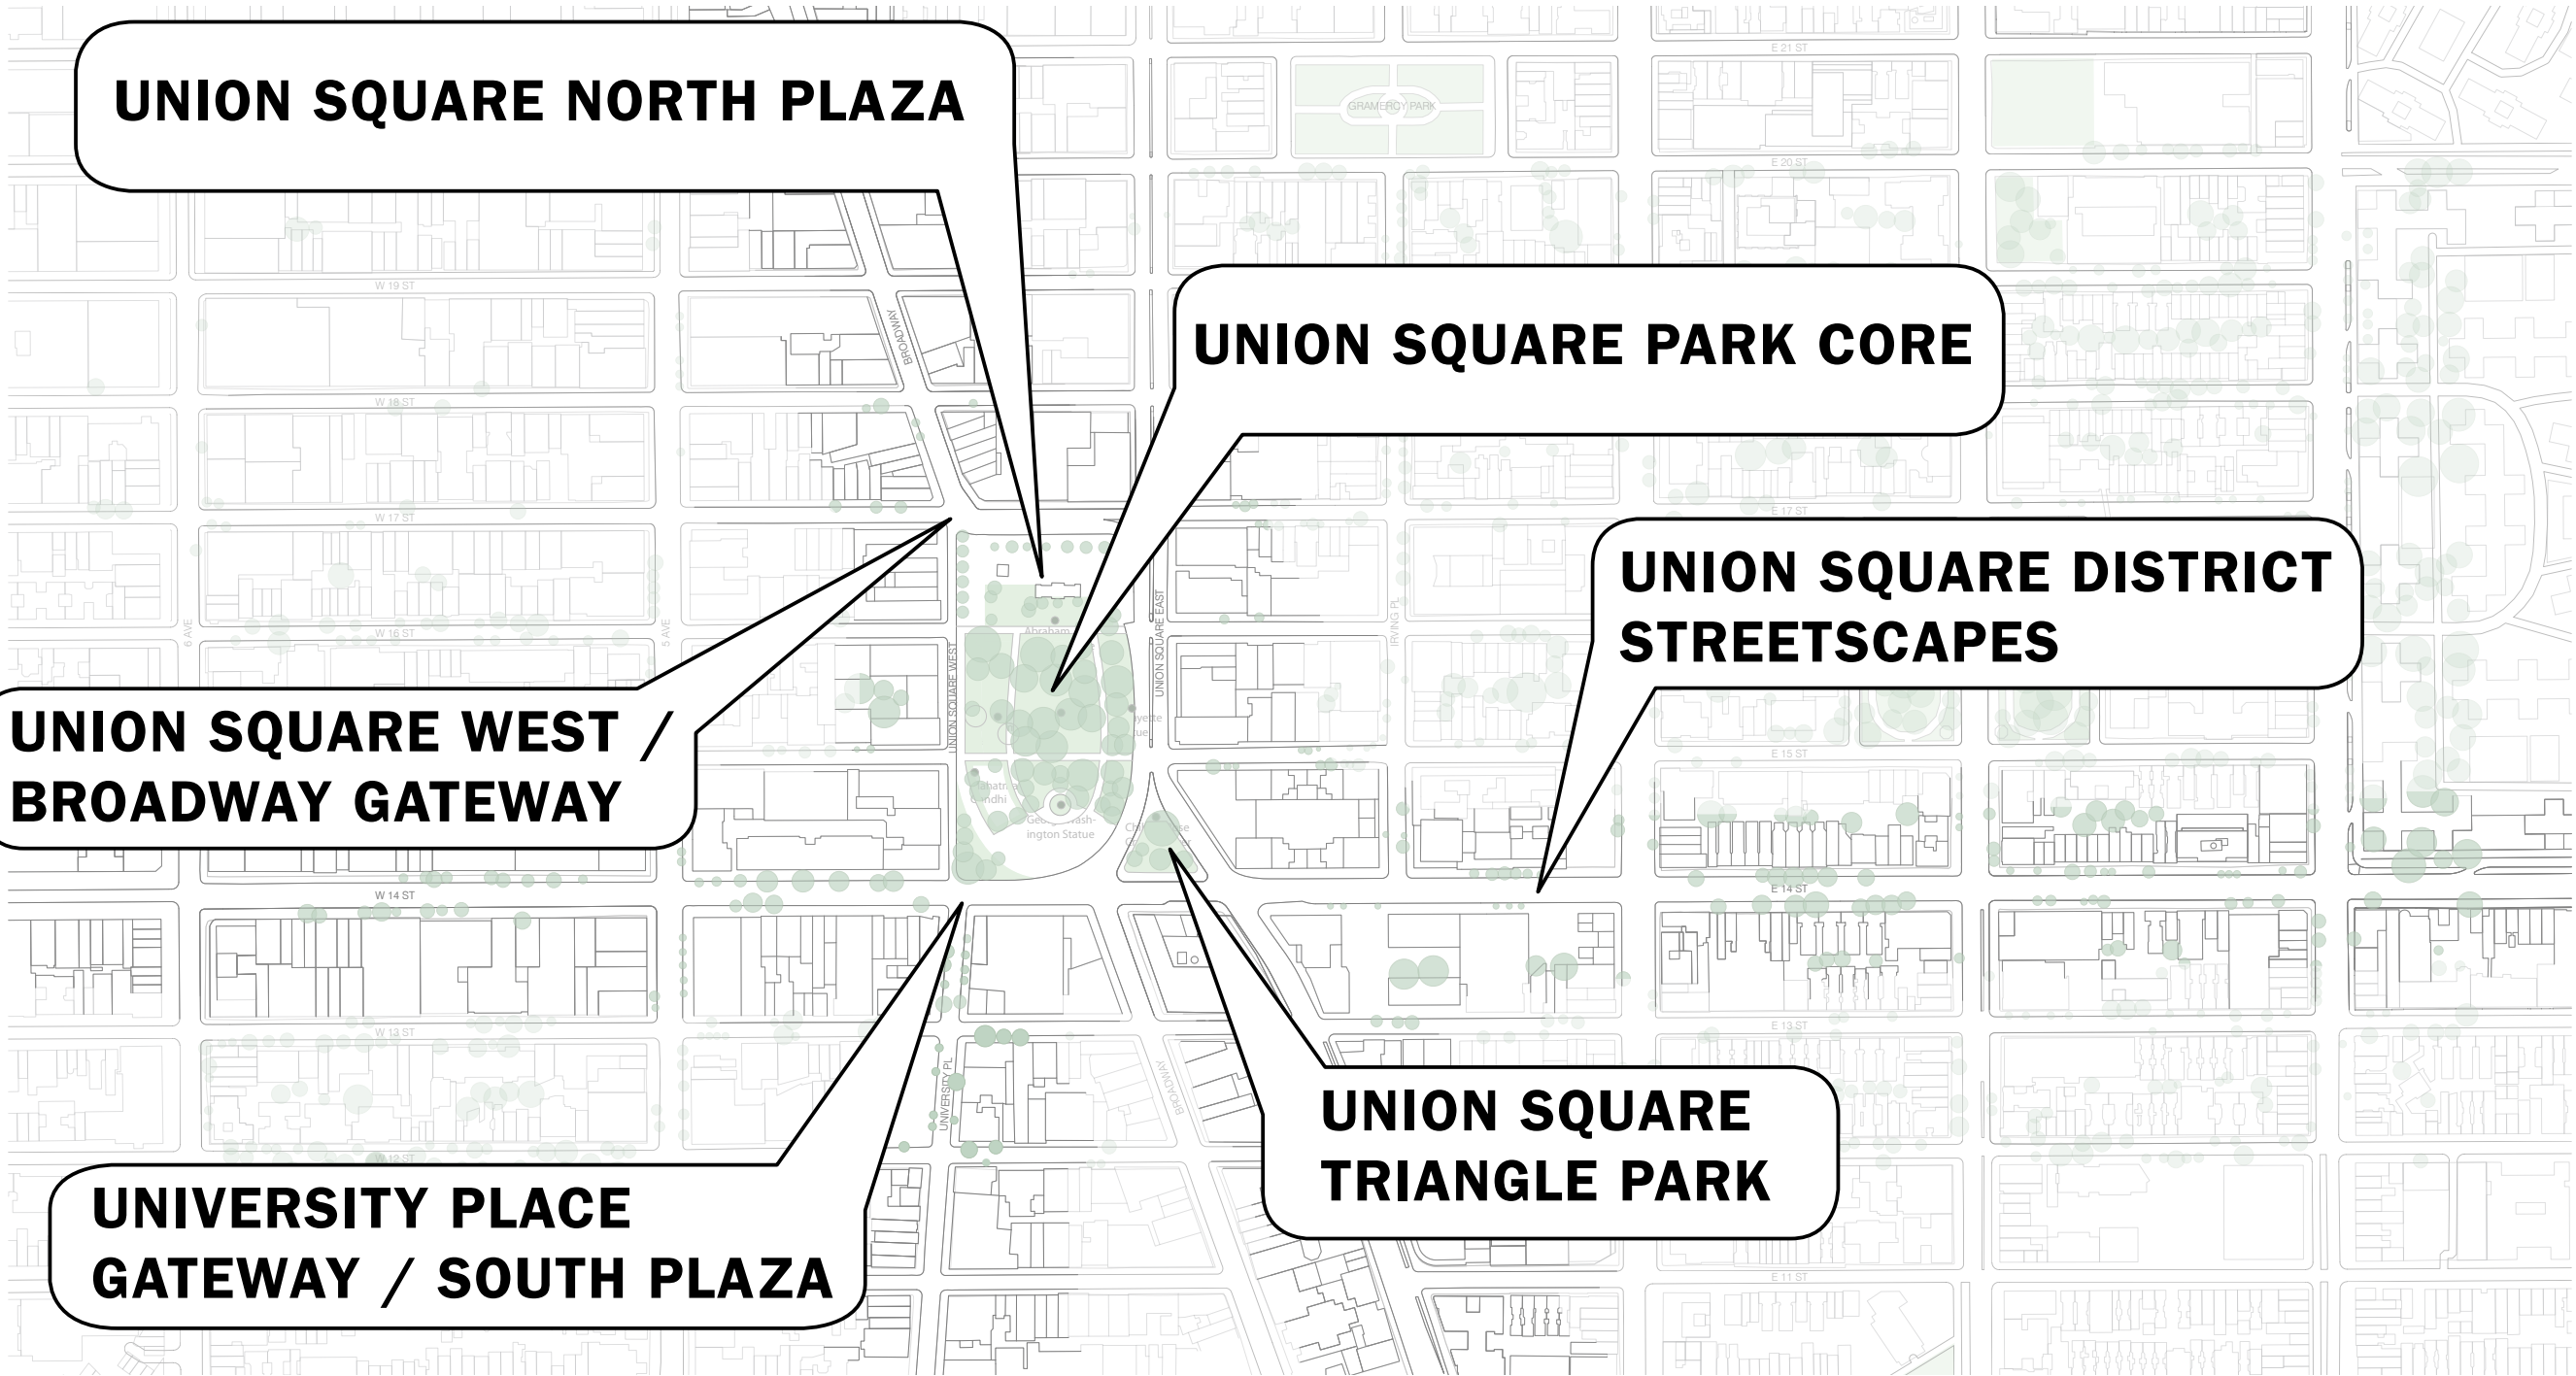 UNION SQUARE NORTH PLAZA
E 21 ST
GRAMERCY PARK
E 20 ST
W 19 ST
BROADWAY
UNION SQUARE PARK CORE
W 18 ST
W 17 ST
E 17 ST
UNION SQUARE DISTRICT
STREETSCAPES
6 AVE
W 16 ST
5 AVE
UNION SQUARE WEST
Abraham
UNION SQUARE EAST
IRVING PL
UNION SQUARE WEST /
BROADWAY GATEWAY
E 15 ST
ington Statue
W 14 ST
E 14 ST
W 13 ST
E 13 ST
UNIVERSITY PL
BROADWAY
W 12 ST
UNION SQUARE
TRIANGLE PARK
UNIVERSITY PLACE
GATEWAY / SOUTH PLAZA
E 11 ST